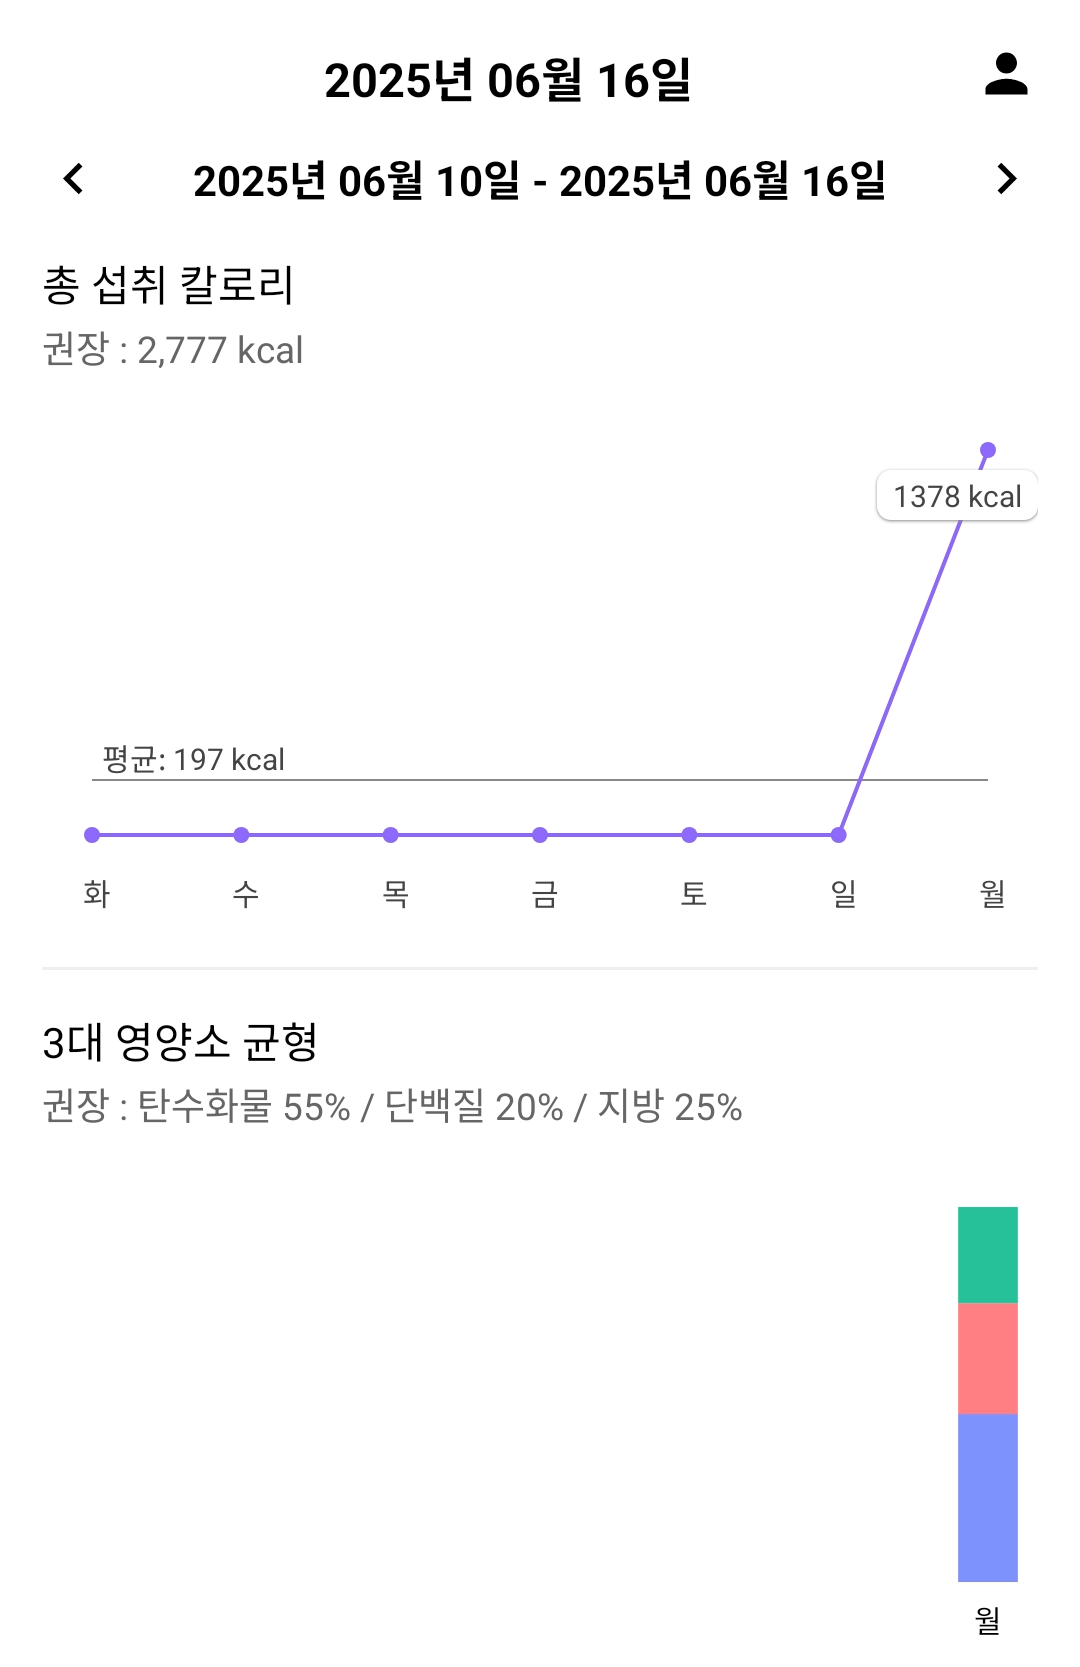 2025년 06월 16일
2025년 06월 10일 - 2025년 06월 16일
총 섭취 칼로리
권장 : 2,777 kcal
1378 kcal
평균: 197 kcal
화 수 목 금 토 일 월
3대 영양소 균형
권장 : 탄수화물 55% / 단백질 20% / 지방 25%
월